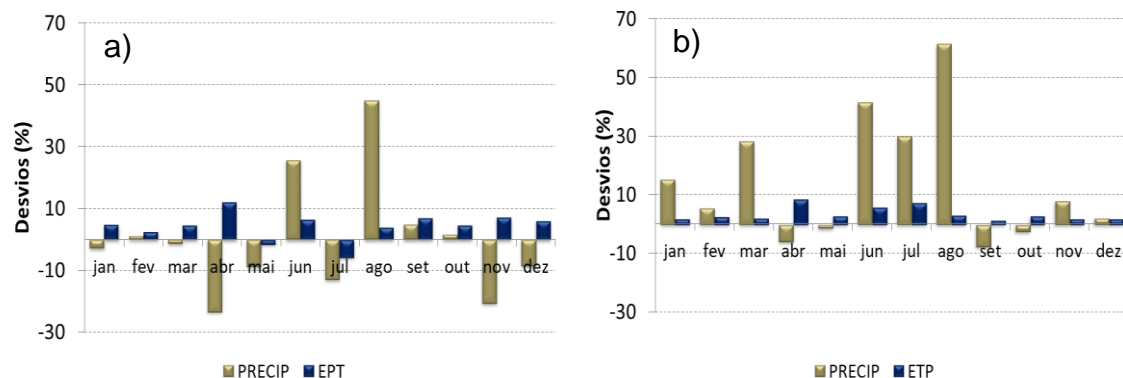 a)
Desvios (%)
70
50
30
10
-10
-30
jan fev mar abr mai jun jul ago set out nov dez
PRECIP EPT
b)
Desvios (%)
70
50
30
10
-10
-30
jan fev mar abr mai jun jul ago set out nov dez
PRECIP ETP